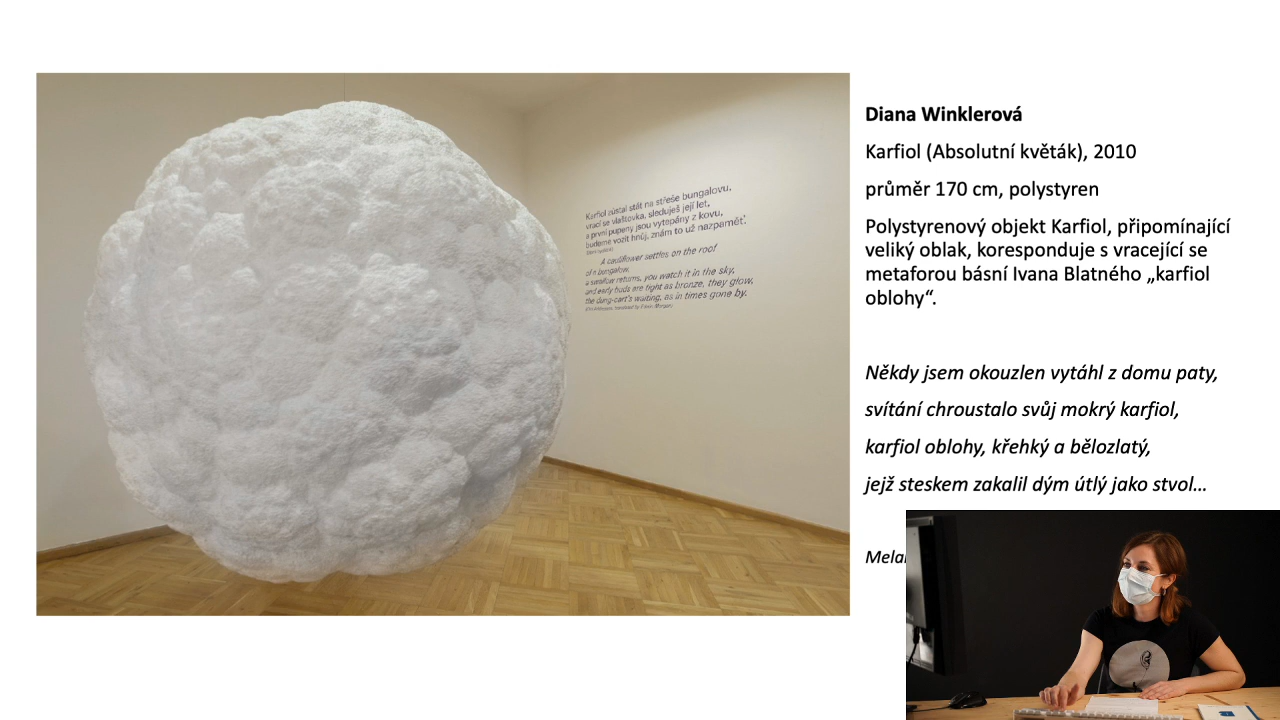 Karfiol zůstal stát na střeše bungalovu,
vrací se vlaštovka, sleduješ její let,
a první pupeny jsou vytepány z kovu,
budeme vozit hnůj, znám to už nazpaměť.
A cauliflower settles on the roof
of a bungalow,
a swallow returns, you watch it in the sky,
and early buds are tight as bronze, they glow,
the dung-cart's waiting, as in times gone by.
Diana Winklerová
Karfiol (Absolutní květák), 2010
průměr 170 cm, polystyren
Polystyrenový objekt Karfiol, připomínající
veliký oblak, koresponduje s vracející se
metaforou básní Ivana Blatného „karfiol
oblohy“.
Někdy jsem okouzlen vytáhl z domu paty,
svítání chroustalo svůj mokrý karfiol,
karfiol oblohy, křehký a bělozlatý,
jejž steskem zakalil dým útlý jako stvol…